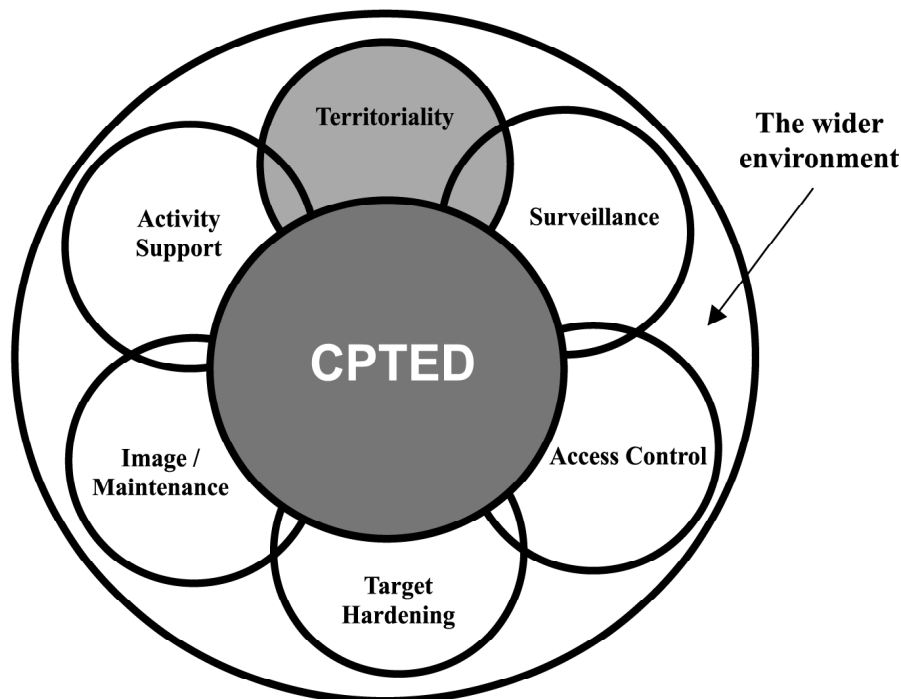 Territoriality
The wider
environment
Activity
Support
Surveillance
CPTED
Image /
Maintenance
Access Control
Target
Hardening